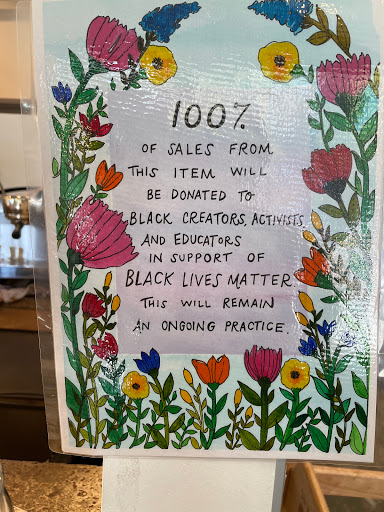 100%
OF SALES FROM
THIS ITEM WILL
BE DONATED TO
BLACK CREATORS, ACTIVISTS,
AND EDUCATORS
IN SUPPORT OF
BLACK LIVES MATTER.
THIS WILL REMAIN
AN ONGOING PRACTICE.